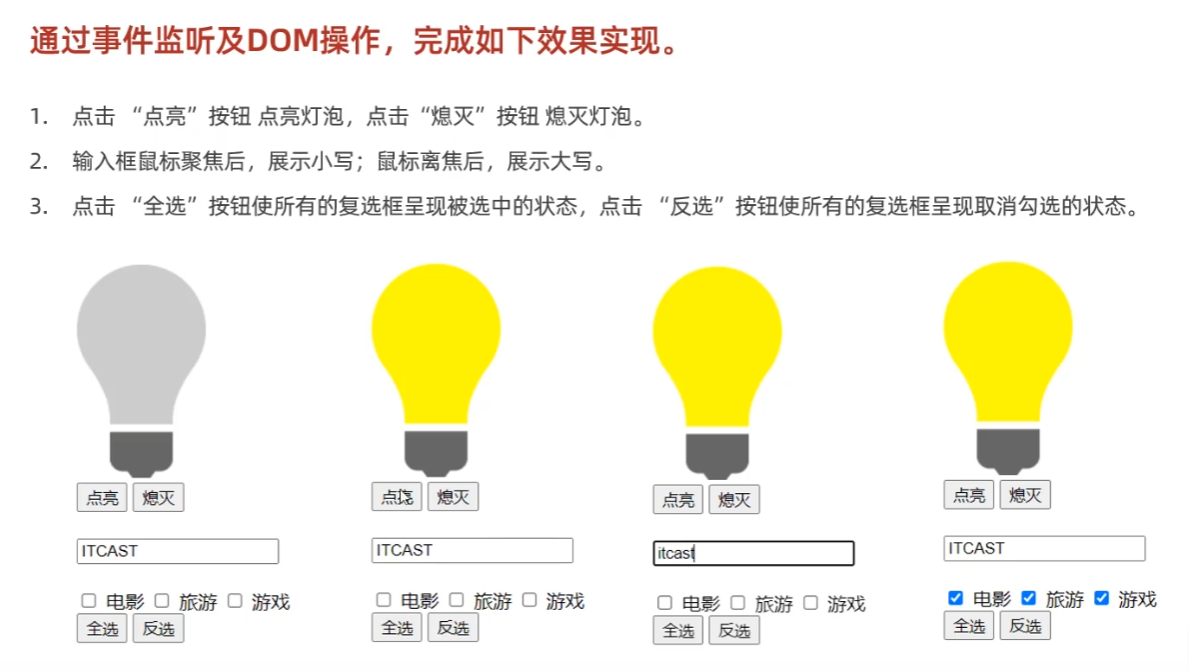 通过事件监听及DOM操作，完成如下效果实现。
1. 点击 “点亮” 按钮 点亮灯泡，点击“熄灭” 按钮 熄灭灯泡。
2. 输入框鼠标聚焦后，展示小写；鼠标离焦后，展示大写。
3. 点击 “全选” 按钮使所有的复选框呈现被选中的状态，点击 “反选” 按钮使所有的复选框呈现取消勾选的状态。
点亮 熄灭
ITCAST
电影 旅游 游戏
全选 反选
点亮 熄灭
ITCAST
电影 旅游 游戏
全选 反选
点亮 熄灭
itcast
电影 旅游 游戏
全选 反选
点亮 熄灭
ITCAST
电影 旅游 游戏
全选 反选